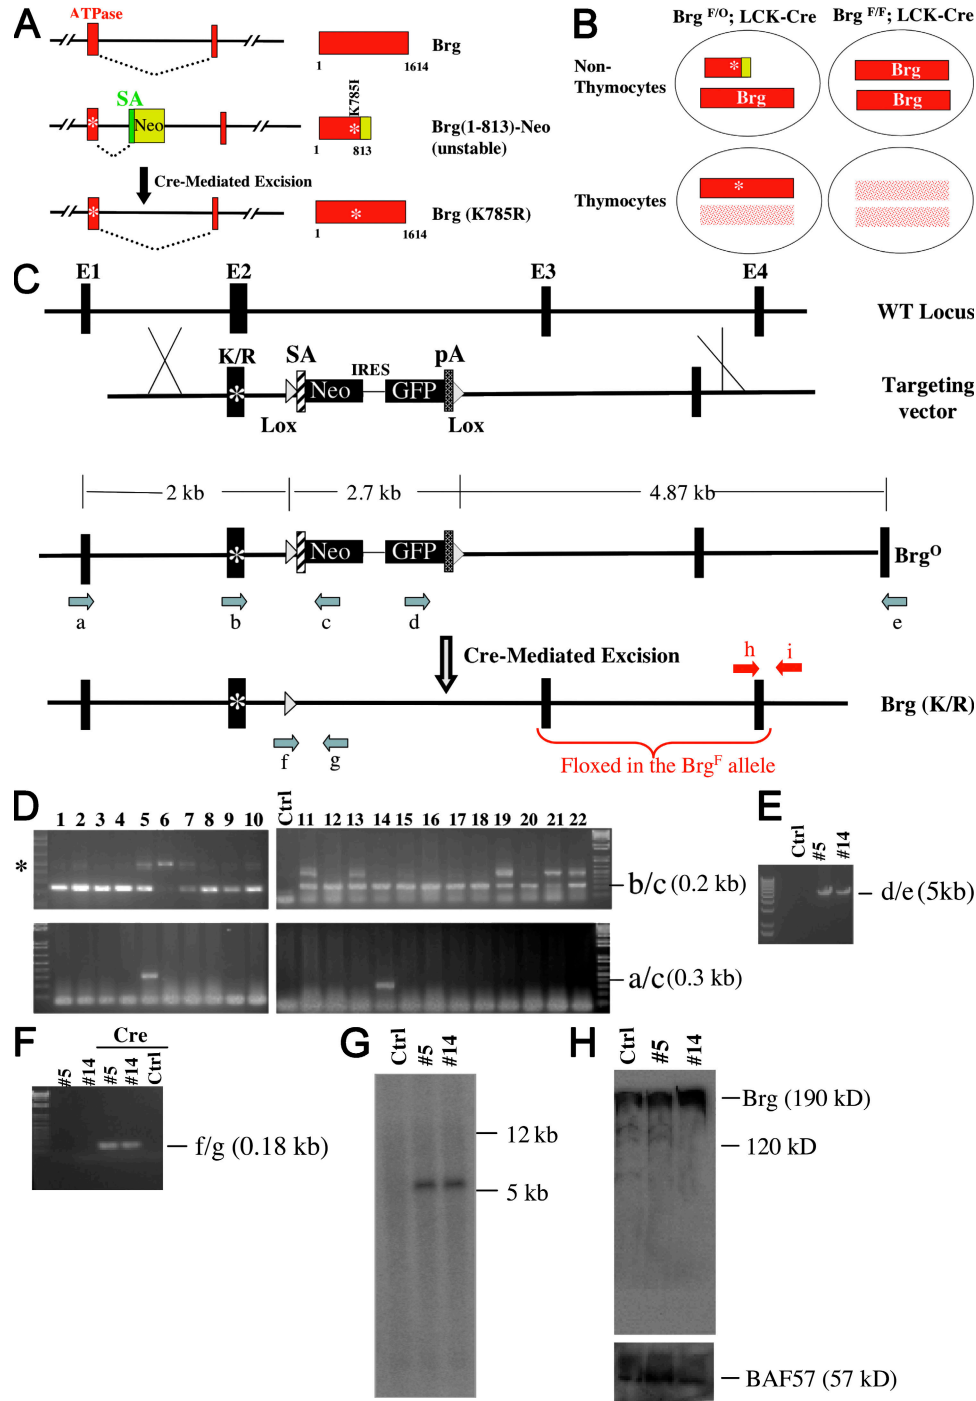 A
ATPase
Brg
1
1614
SA
Neo
K785I
Brg(1-813)-Neo
(unstable)
1
813
Cre-Mediated Excision
Brg (K785R)
1
1614
B
Brg F/O; LCK-Cre
Brg F/F; LCK-Cre
Non-
Thymocytes
*
Brg
Brg
Brg
Thymocytes
*
C
E1
E2
E3
E4
WT Locus
K/R
SA
IRES
pA
*
Neo
GFP
Lox
Lox
Targeting
vector
2 kb
2.7 kb
4.87 kb
*
Neo
GFP
BrgO
a
b
c
d
e
Cre-Mediated Excision
h
i
*
Brg (K/R)
f
g
Floxed in the BrgF allele
D
1 2 3 4 5 6 7 8 9 10
Ctrl
11 12 13 14 15 16 17 18 19 20 21 22
*
b/c (0.2 kb)
a/c (0.3 kb)
E
Ctrl
#5
#14
d/e (5kb)
F
Cre
#5
#14
#5
#14
Ctrl
f/g (0.18 kb)
G
Ctrl
#5
#14
12 kb
5 kb
H
Ctrl
#5
#14
Brg (190 kD)
120 kD
BAF57 (57 kD)